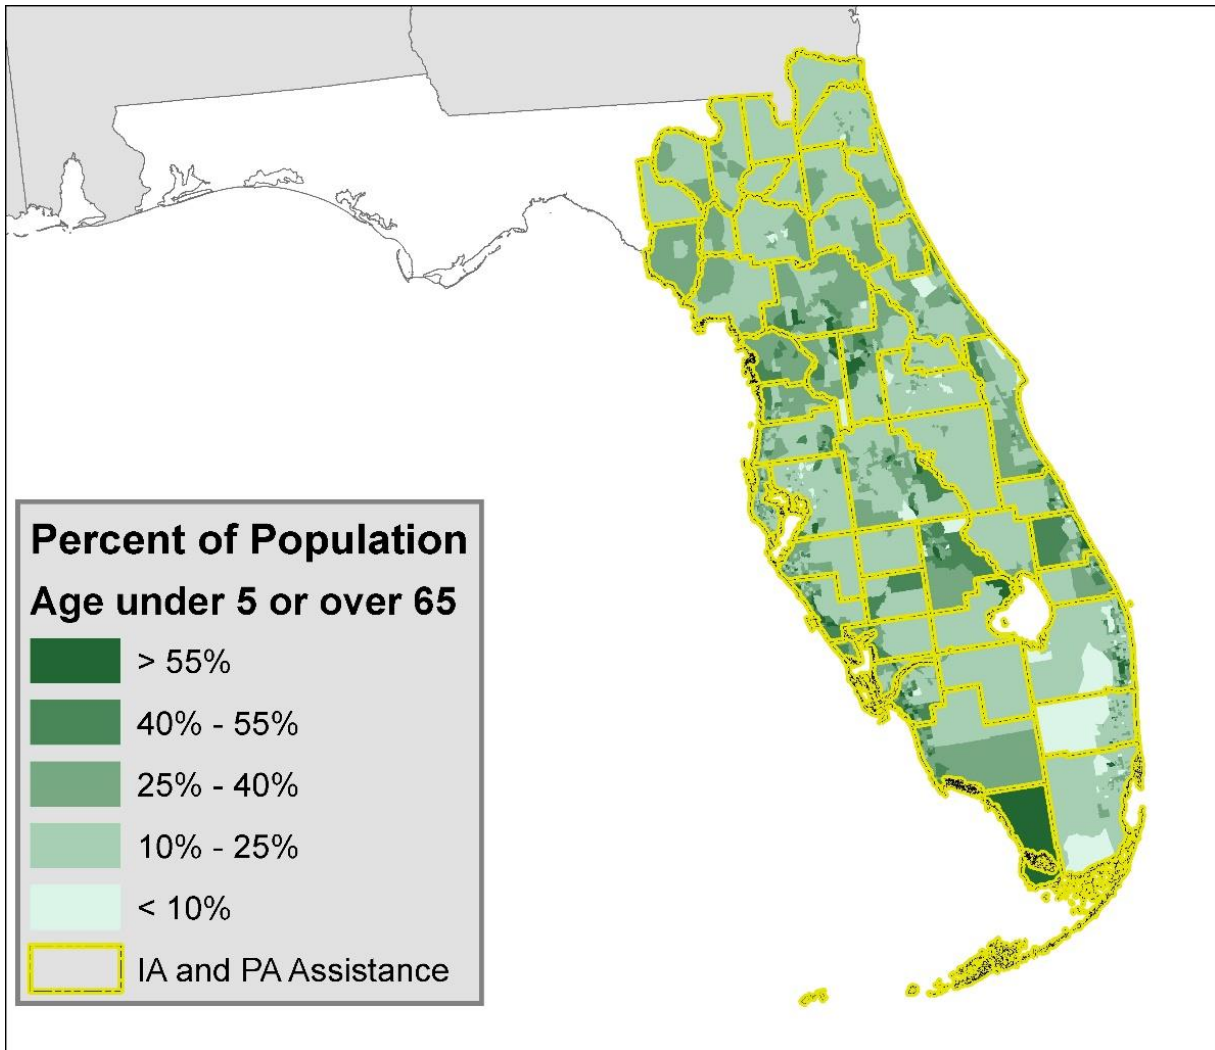 Percent of Population
Age under 5 or over 65
> 55%
40% - 55%
25% - 40%
10% - 25%
< 10%
IA and PA Assistance